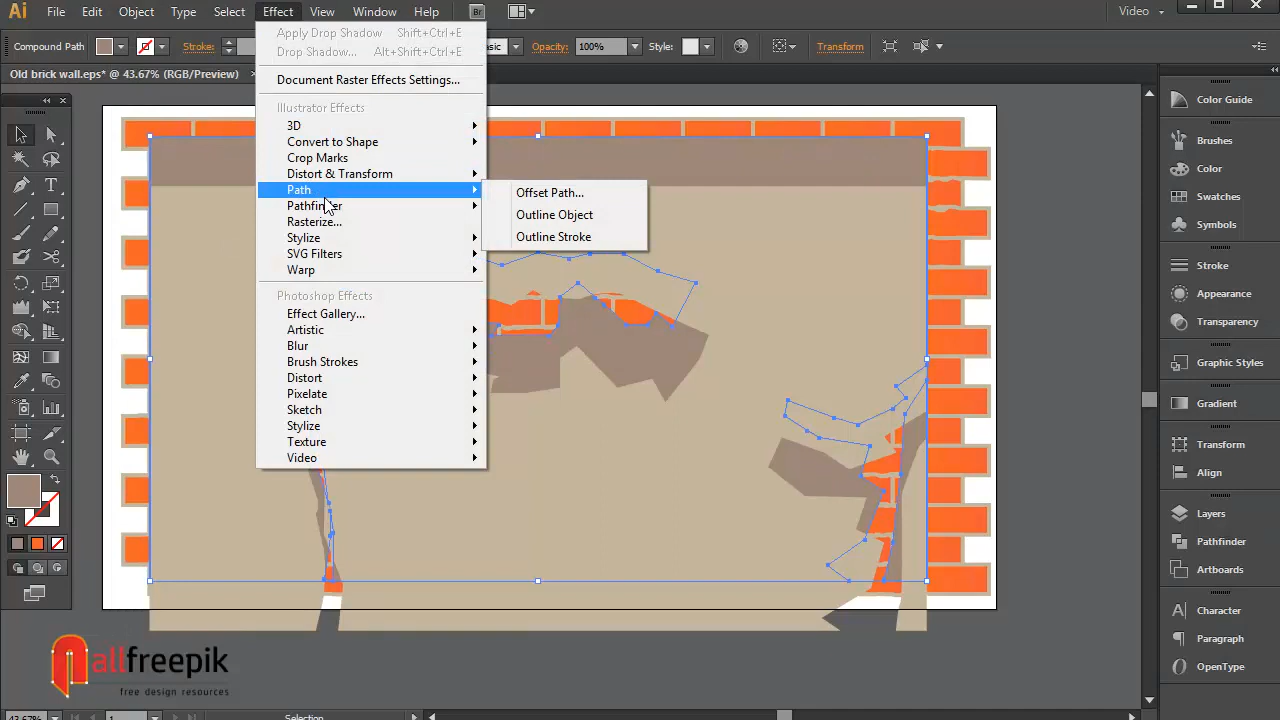 Ai File Edit Object Type Select Effect View Window Help Br Video
Compound Path Stroke: Basic Opacity: 100% Style: Transform
Old brick wall.eps* @ 43.67% (RGB/Preview)
Apply Drop Shadow Shift+Ctrl+E
Drop Shadow... Alt+Shift+Ctrl+E
Document Raster Effects Settings...
Illustrator Effects
3D
Convert to Shape
Crop Marks
Distort & Transform
Path
Pathfinder
Rasterize...
Stylize
SVG Filters
Warp
Photoshop Effects
Effect Gallery...
Artistic
Blur
Brush Strokes
Distort
Pixelate
Sketch
Stylize
Texture
Video
Offset Path...
Outline Object
Outline Stroke
Color Guide
Brushes
Color
Swatches
Symbols
Stroke
Appearance
Transparency
Graphic Styles
Gradient
Transform
Align
Layers
Pathfinder
Artboards
Character
Paragraph
OpenType
allfreepik
free design resources
43.67% 1 Selection